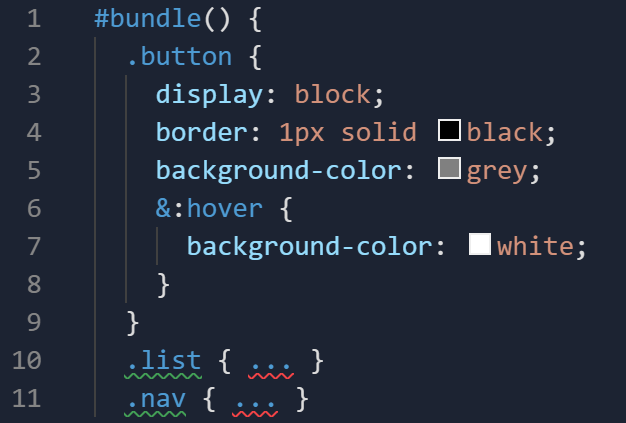 1 #bundle() {
2 .button {
3 display: block;
4 border: 1px solid black;
5 background-color: grey;
6 &:hover {
7 background-color: white;
8 }
9 }
10 .list { ... }
11 .nav { ... }